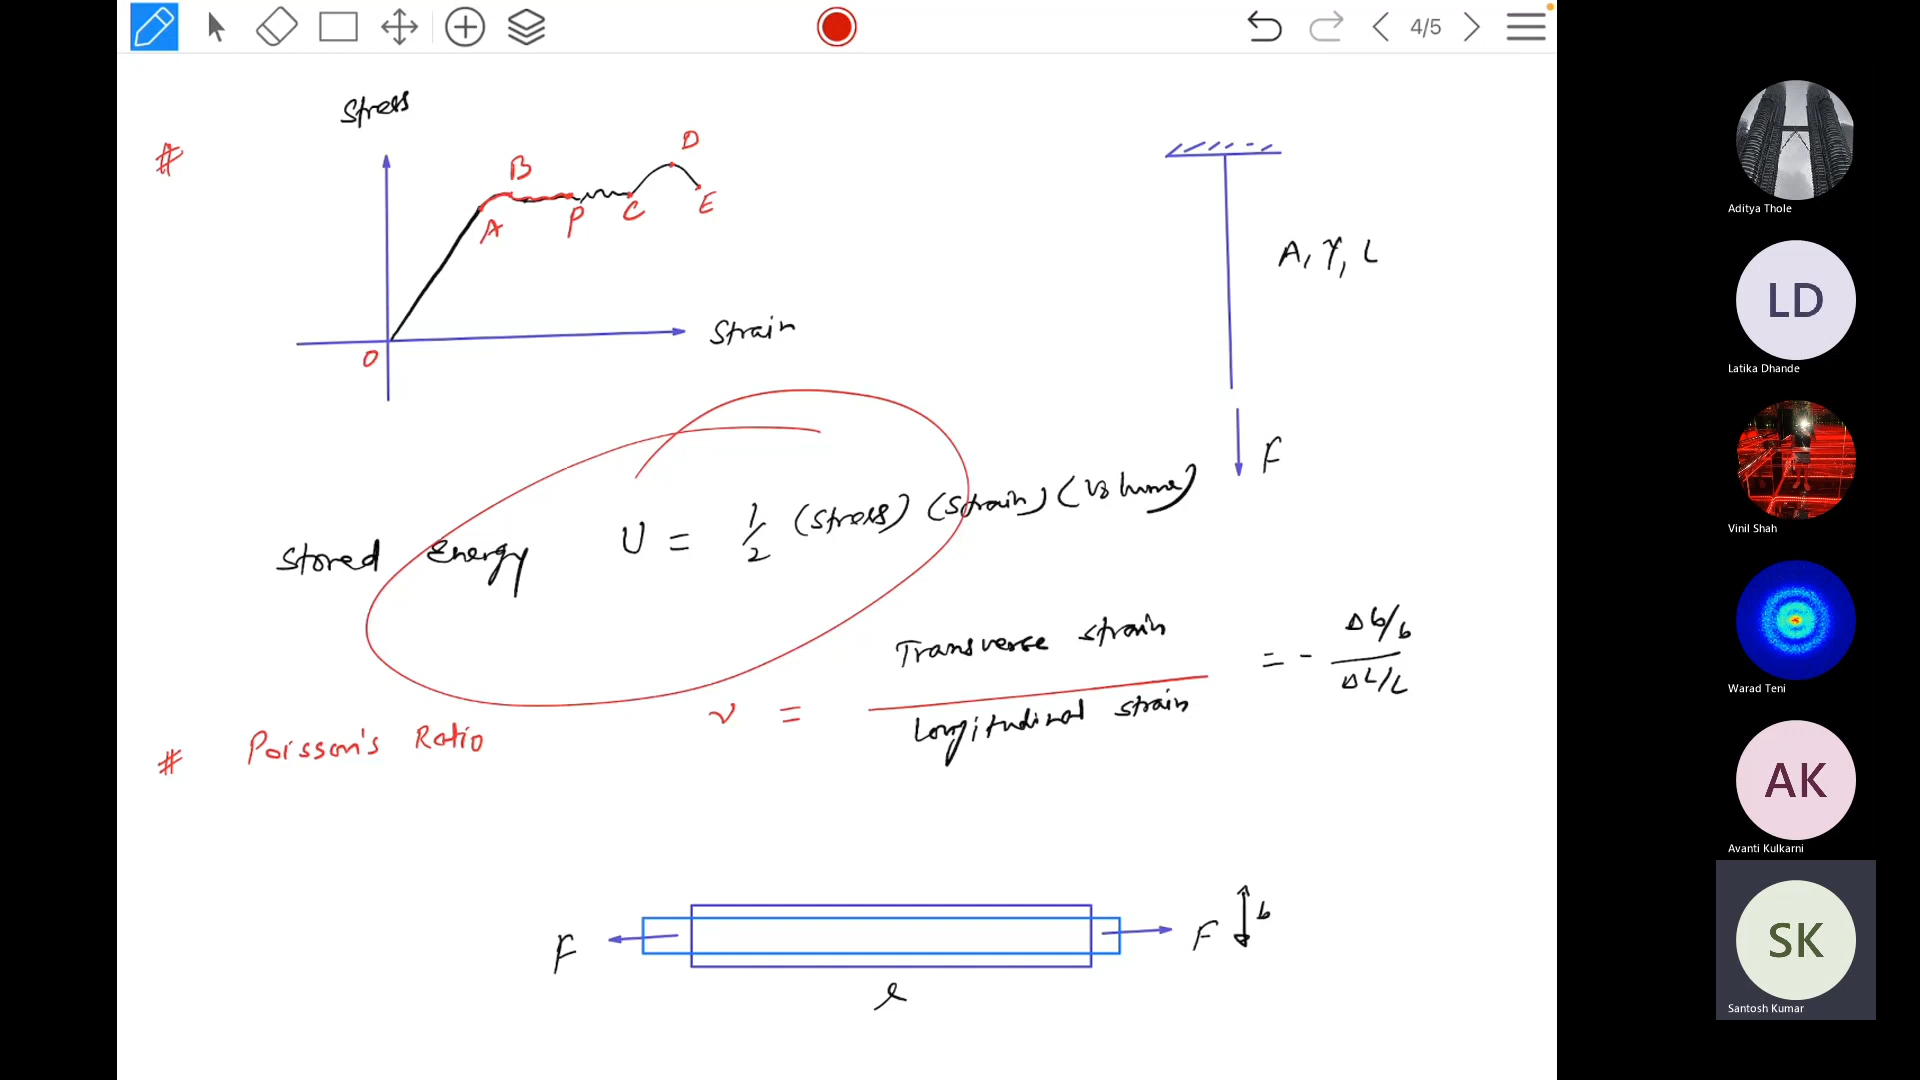 4/5
Stress
#
B
D
A
P
C
E
Strain
O
A, Y, L
F
Stored Energy U = 1/2 (Stress) (Strain) (Volume)
# Poisson's Ratio ν = Transverse strain / Longitudinal strain = - Δb/b / ΔL/L
F
F
b
l
Aditya Thole
LD
Latika Dhande
Vinil Shah
Warad Teni
AK
Avanti Kulkarni
SK
Santosh Kumar